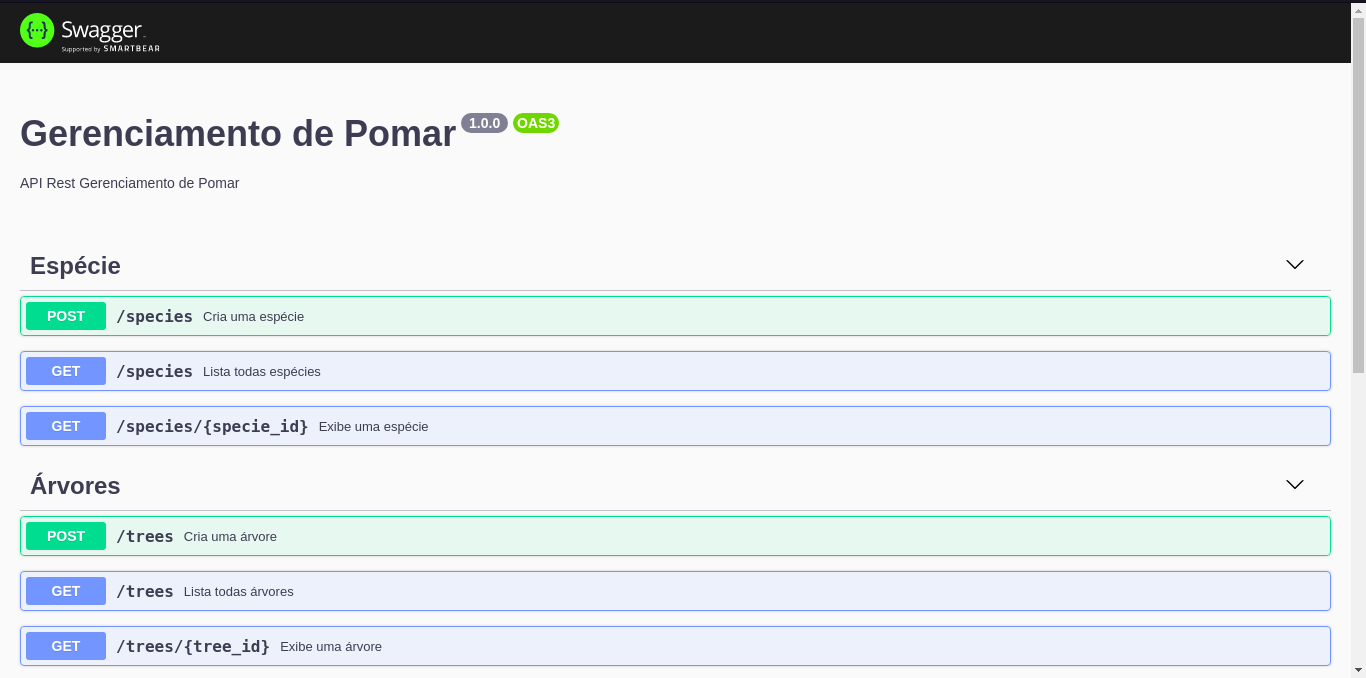 Swagger
Supported by SMARTBEAR
Gerenciamento de Pomar 1.0.0 OAS3
API Rest Gerenciamento de Pomar
Espécie
POST /species Cria uma espécie
GET /species Lista todas espécies
GET /species/{specie_id} Exibe uma espécie
Árvores
POST /trees Cria uma árvore
GET /trees Lista todas árvores
GET /trees/{tree_id} Exibe uma árvore